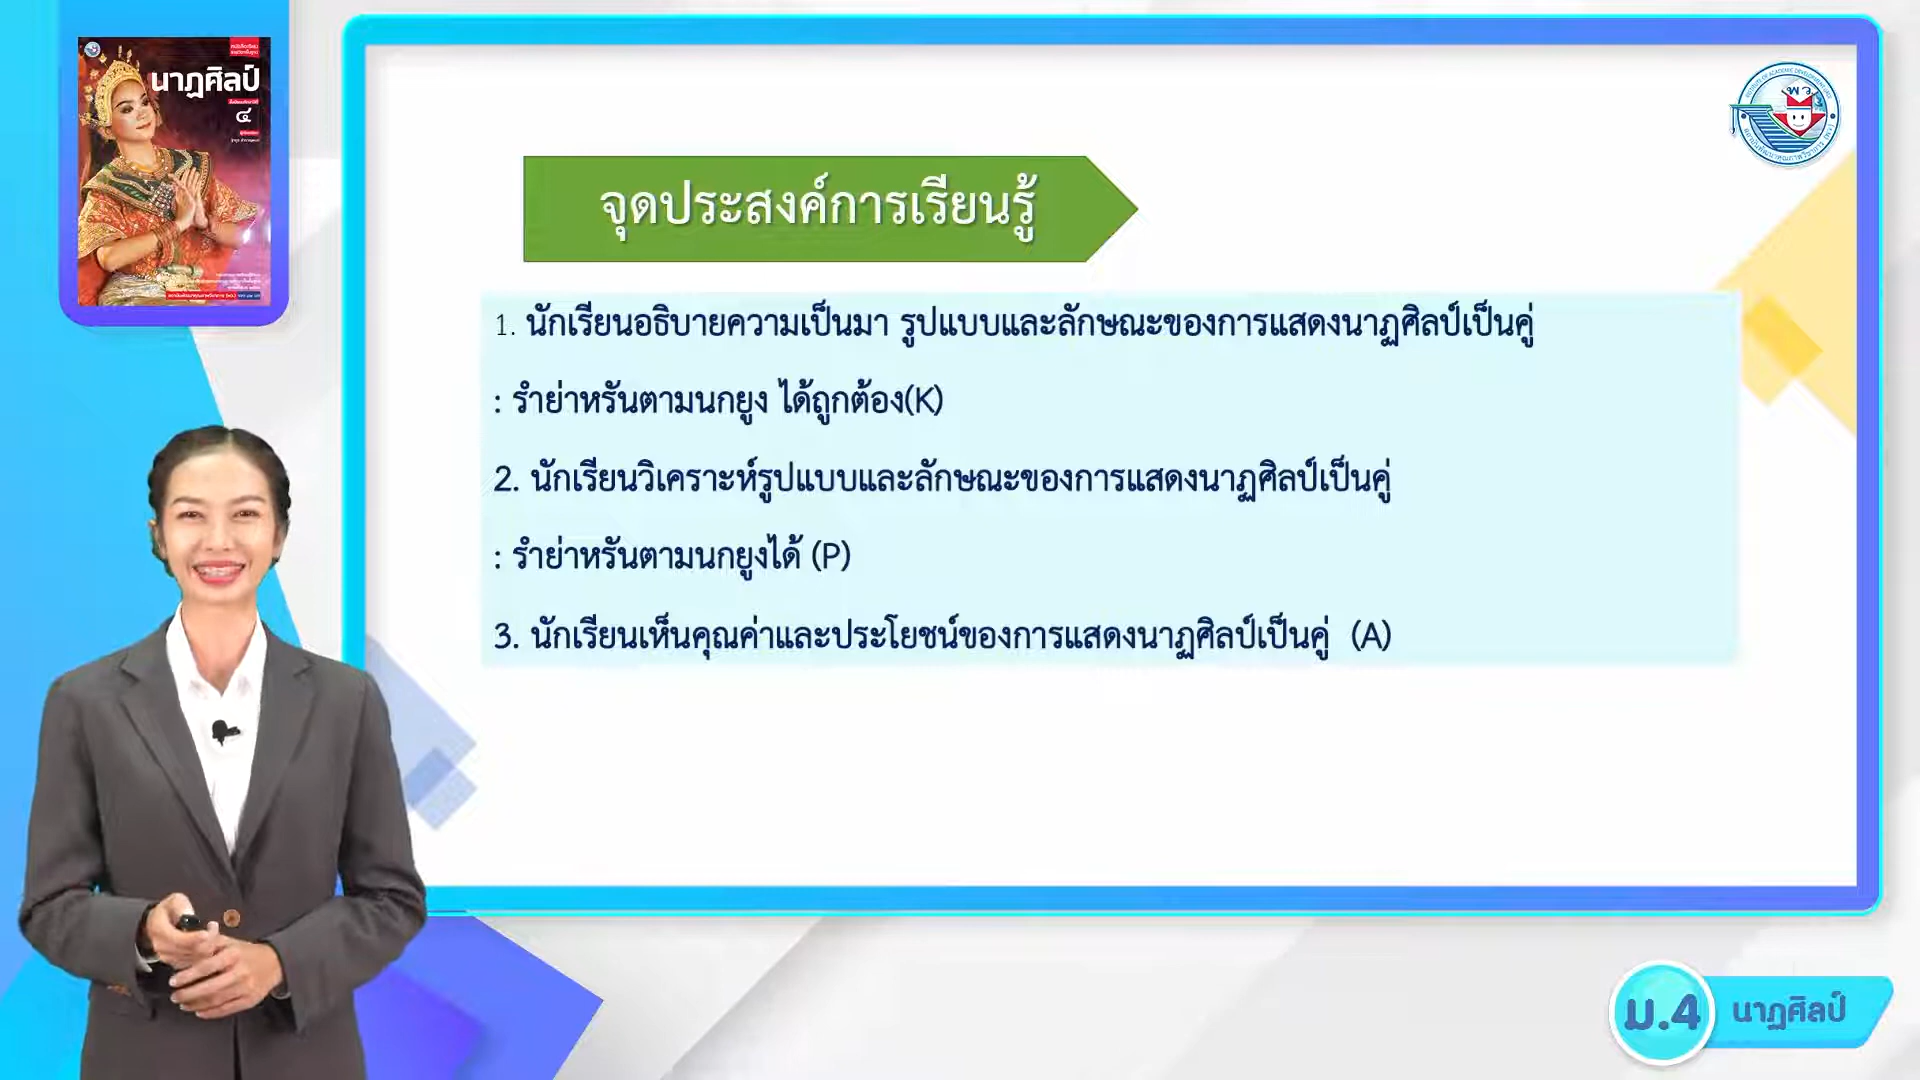 นาฏศิลป์
๔
พว
จุดประสงค์การเรียนรู้
1. นักเรียนอธิบายความเป็นมา รูปแบบและลักษณะของการแสดงนาฏศิลป์เป็นคู่
: รำย่าหรันตามนกยูง ได้ถูกต้อง(K)
2. นักเรียนวิเคราะห์รูปแบบและลักษณะของการแสดงนาฏศิลป์เป็นคู่
: รำย่าหรันตามนกยูงได้ (P)
3. นักเรียนเห็นคุณค่าและประโยชน์ของการแสดงนาฏศิลป์เป็นคู่ (A)
ม.4 นาฏศิลป์